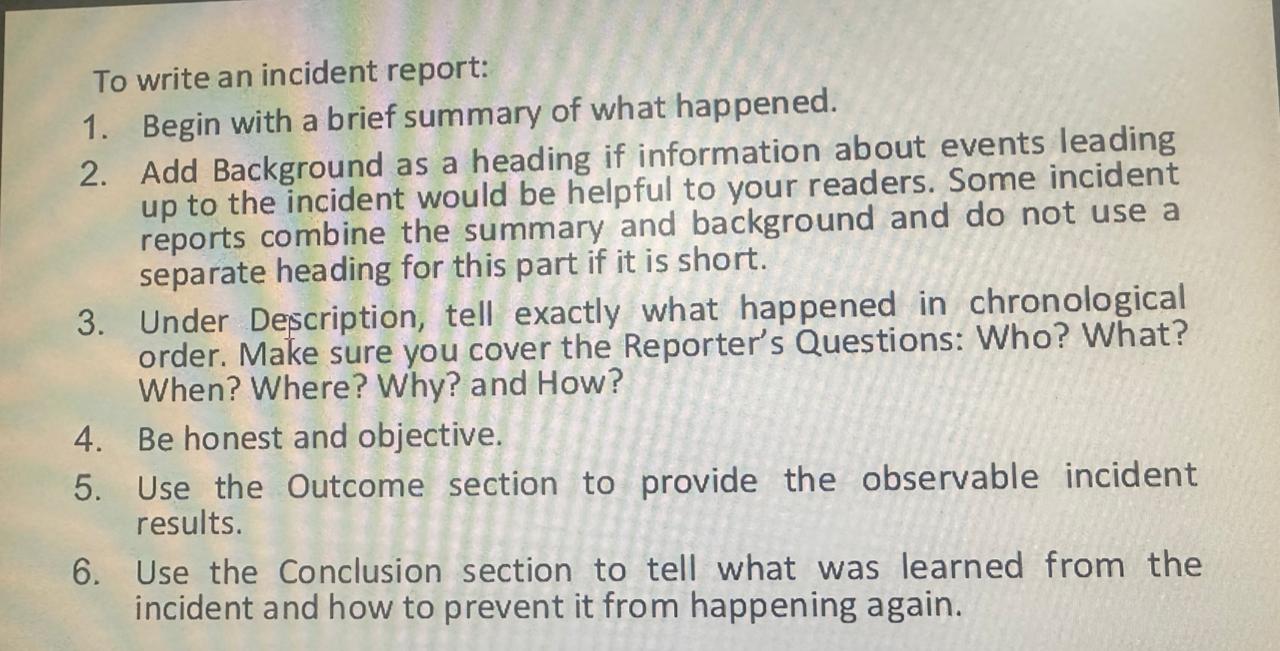 To write an incident report:
1. Begin with a brief summary of what happened.
2. Add Background as a heading if information about events leading
up to the incident would be helpful to your readers. Some incident
reports combine the summary and background and do not use a
separate heading for this part if it is short.
3. Under Description, tell exactly what happened in chronological
order. Make sure you cover the Reporter's Questions: Who? What?
When? Where? Why? and How?
4. Be honest and objective.
5. Use the Outcome section to provide the observable incident
results.
6. Use the Conclusion section to tell what was learned from the
incident and how to prevent it from happening again.